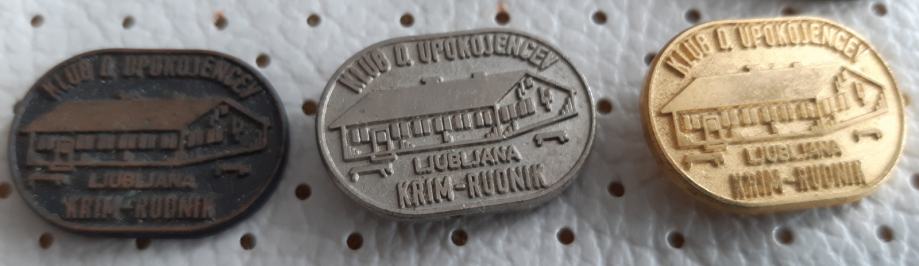 KLUB D. UPOKOJENCEV
LJUBLJANA
KRIM-RUDNIK
KLUB D. UPOKOJENCEV
LJUBLJANA
KRIM-RUDNIK
KLUB D. UPOKOJENCEV
LJUBLJANA
KRIM-RUDNIK